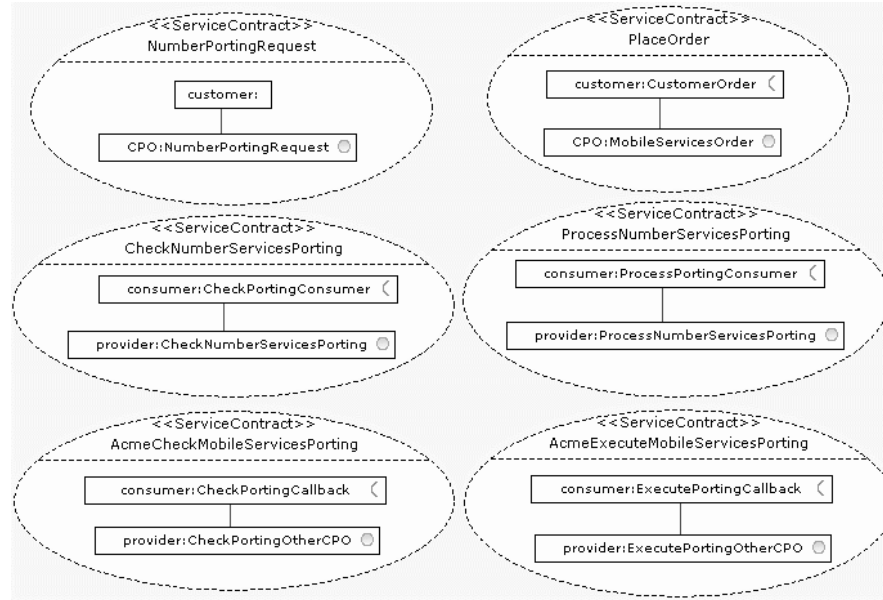 <<ServiceContract>>
NumberPortingRequest
customer:
CPO:NumberPortingRequest
<<ServiceContract>>
PlaceOrder
customer:CustomerOrder
CPO:MobileServicesOrder
<<ServiceContract>>
CheckNumberServicesPorting
consumer:CheckPortingConsumer
provider:CheckNumberServicesPorting
<<ServiceContract>>
ProcessNumberServicesPorting
consumer:ProcessPortingConsumer
provider:ProcessNumberServicesPorting
<<ServiceContract>>
AcmeCheckMobileServicesPorting
consumer:CheckPortingCallback
provider:CheckPortingOtherCPO
<<ServiceContract>>
AcmeExecuteMobileServicesPorting
consumer:ExecutePortingCallback
provider:ExecutePortingOtherCPO